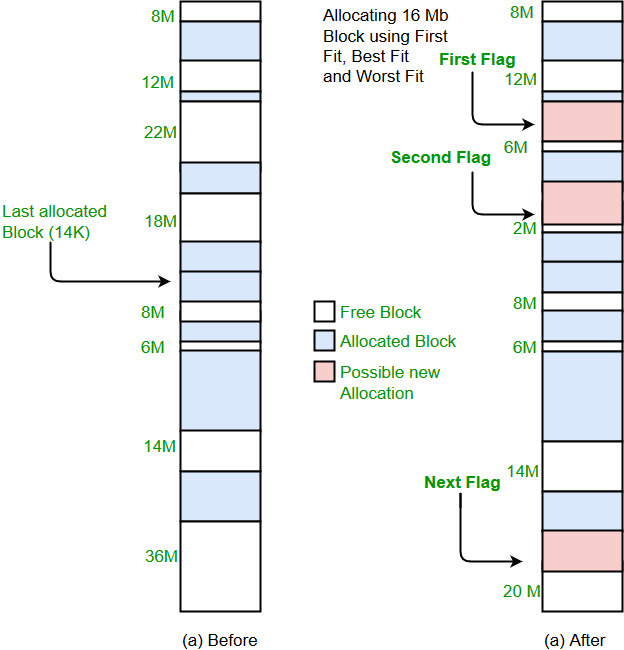 8M
12M
22M
18M
Last allocated
Block (14K)
8M
6M
14M
36M
(a) Before
Allocating 16 Mb
Block using First
Fit, Best Fit
and Worst Fit
Free Block
Allocated Block
Possible new
Allocation
8M
First Flag
12M
6M
Second Flag
2M
8M
6M
14M
Next Flag
20 M
(a) After